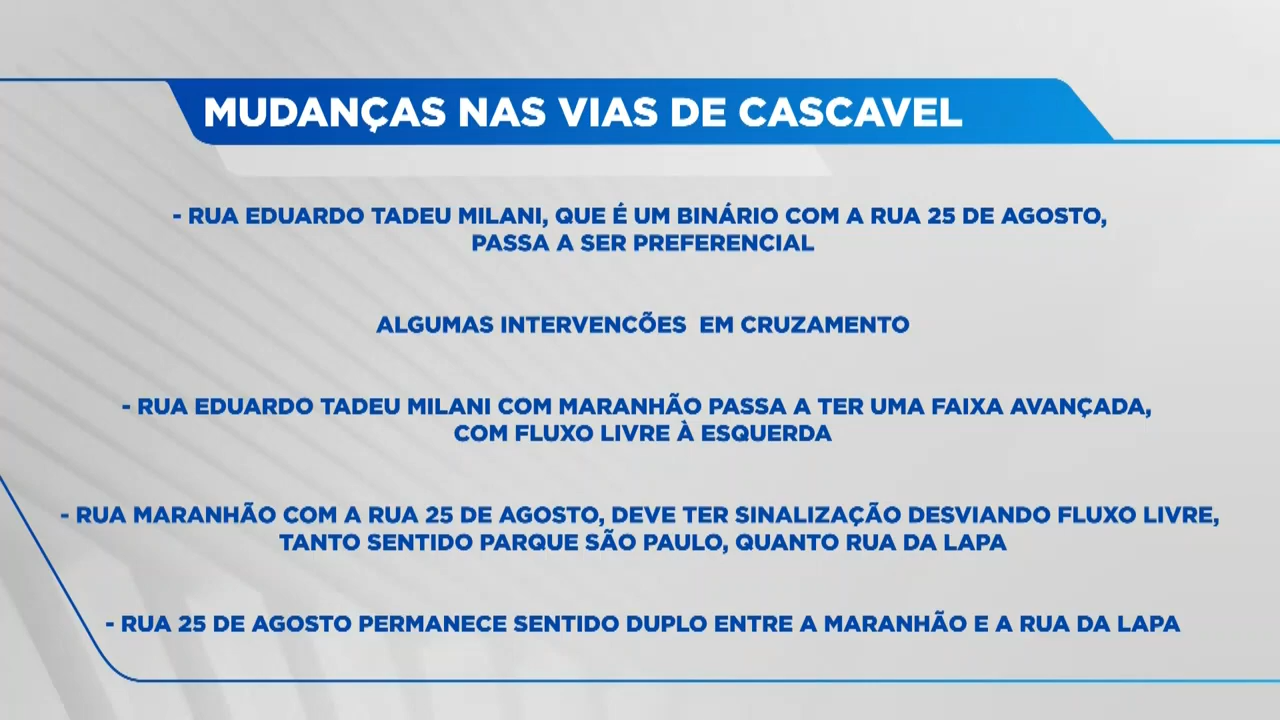 MUDANÇAS NAS VIAS DE CASCAVEL
- RUA EDUARDO TADEU MILANI, QUE É UM BINÁRIO COM A RUA 25 DE AGOSTO,
PASSA A SER PREFERENCIAL
ALGUMAS INTERVENCÕES  EM CRUZAMENTO
- RUA EDUARDO TADEU MILANI COM MARANHÃO PASSA A TER UMA FAIXA AVANÇADA,
COM FLUXO LIVRE À ESQUERDA
- RUA MARANHÃO COM A RUA 25 DE AGOSTO, DEVE TER SINALIZAÇÃO DESVIANDO FLUXO LIVRE,
TANTO SENTIDO PARQUE SÃO PAULO, QUANTO RUA DA LAPA
- RUA 25 DE AGOSTO PERMANECE SENTIDO DUPLO ENTRE A MARANHÃO E A RUA DA LAPA